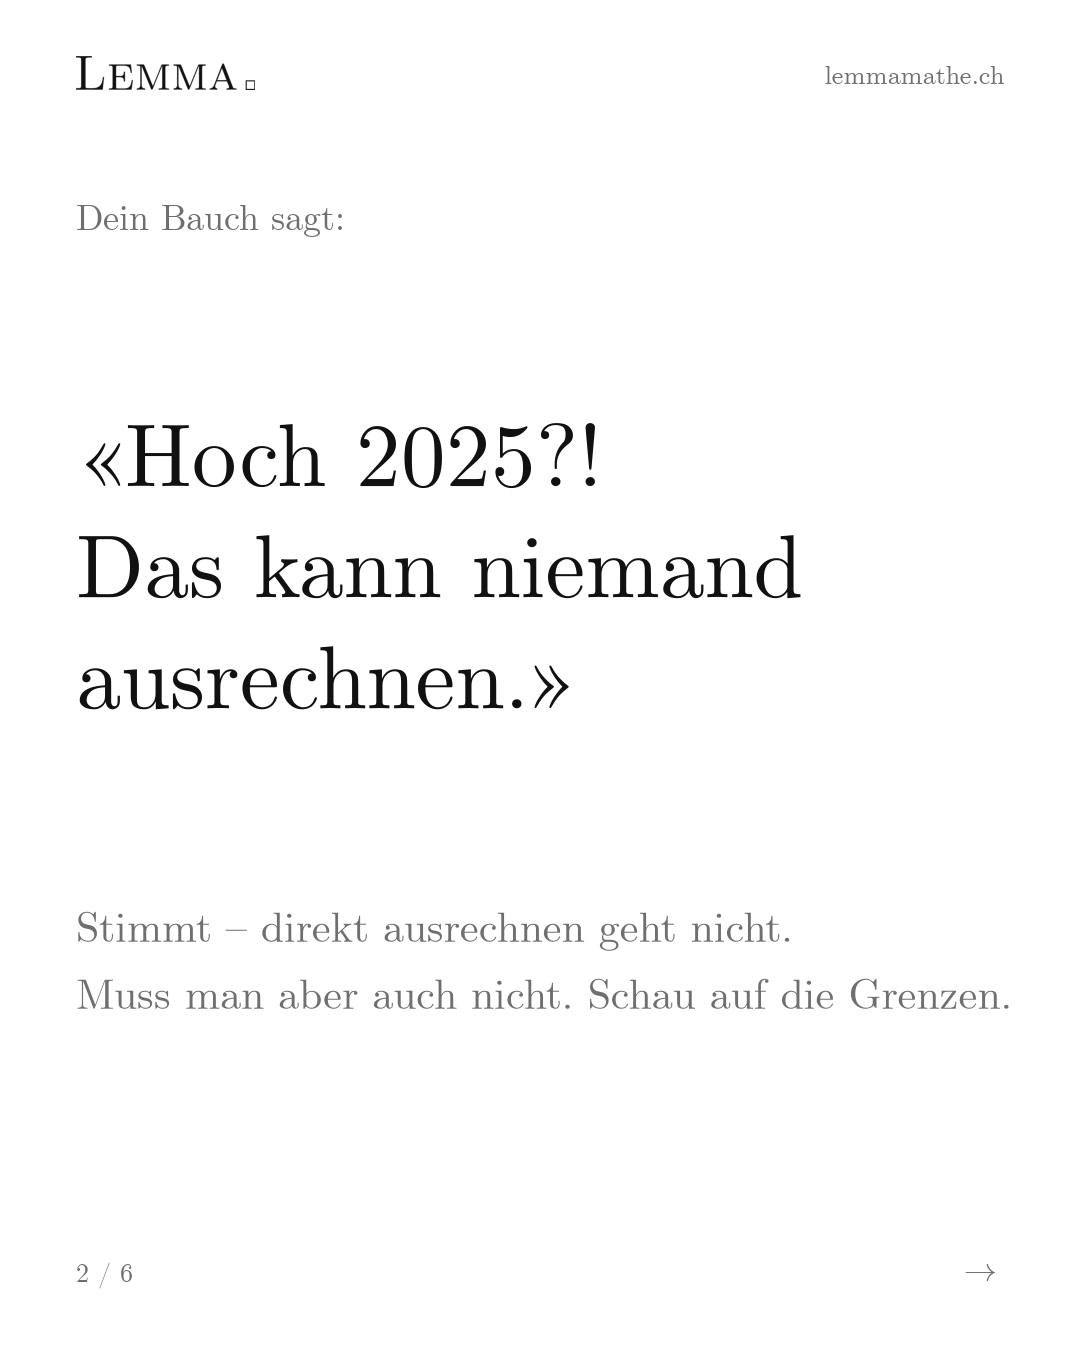 LEMMA.□
lemmamathe.ch
Dein Bauch sagt:
«Hoch 2025?!
Das kann niemand
ausrechnen.»
Stimmt – direkt ausrechnen geht nicht.
Muss man aber auch nicht. Schau auf die Grenzen.
2 / 6
→